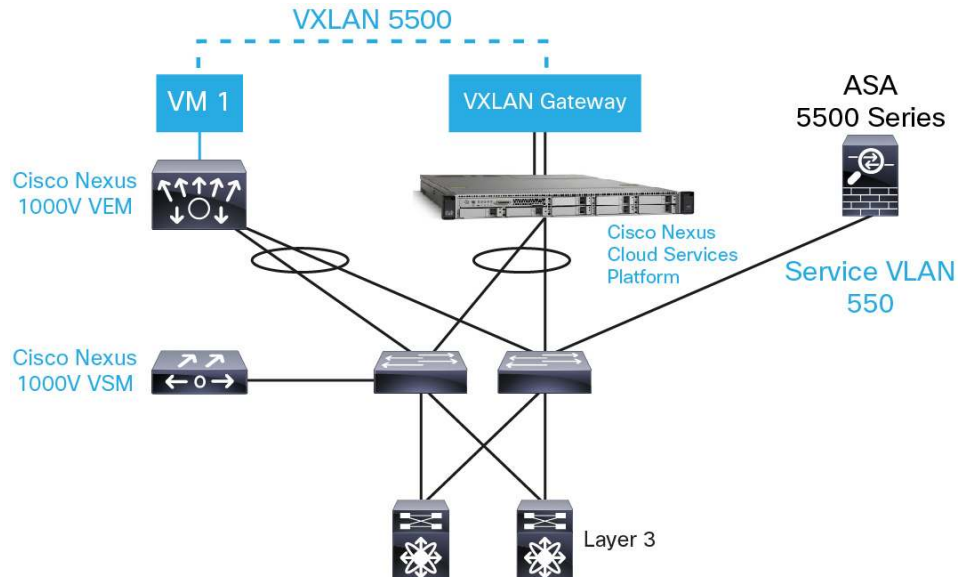 VXLAN 5500
VM 1
VXLAN Gateway
ASA
5500 Series
Cisco Nexus
1000V VEM
Cisco Nexus
Cloud Services
Platform
Service VLAN
550
Cisco Nexus
1000V VSM
Layer 3